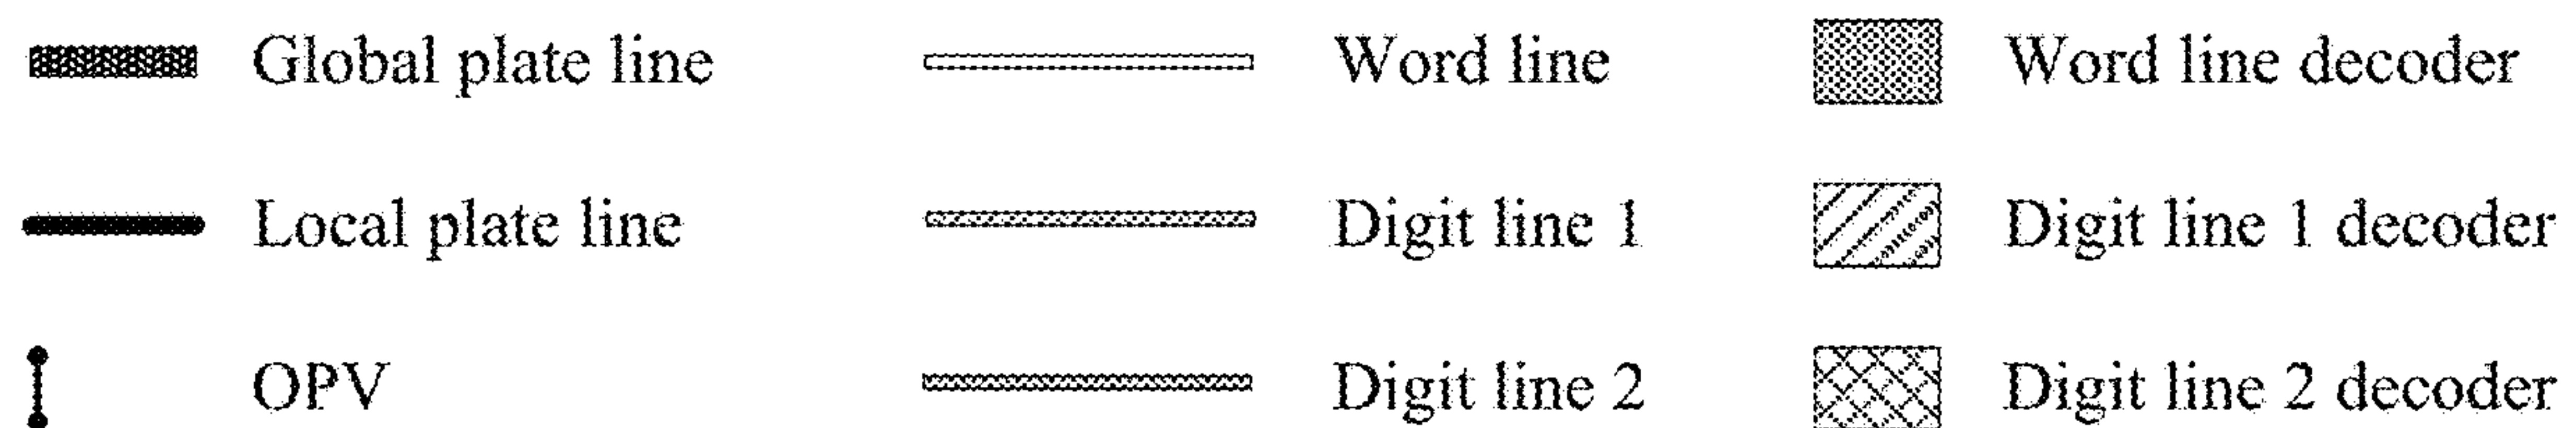 Global plate line
Word line
Word line decoder
Local plate line
Digit line 1
Digit line 1 decoder
OPV
Digit line 2
Digit line 2 decoder